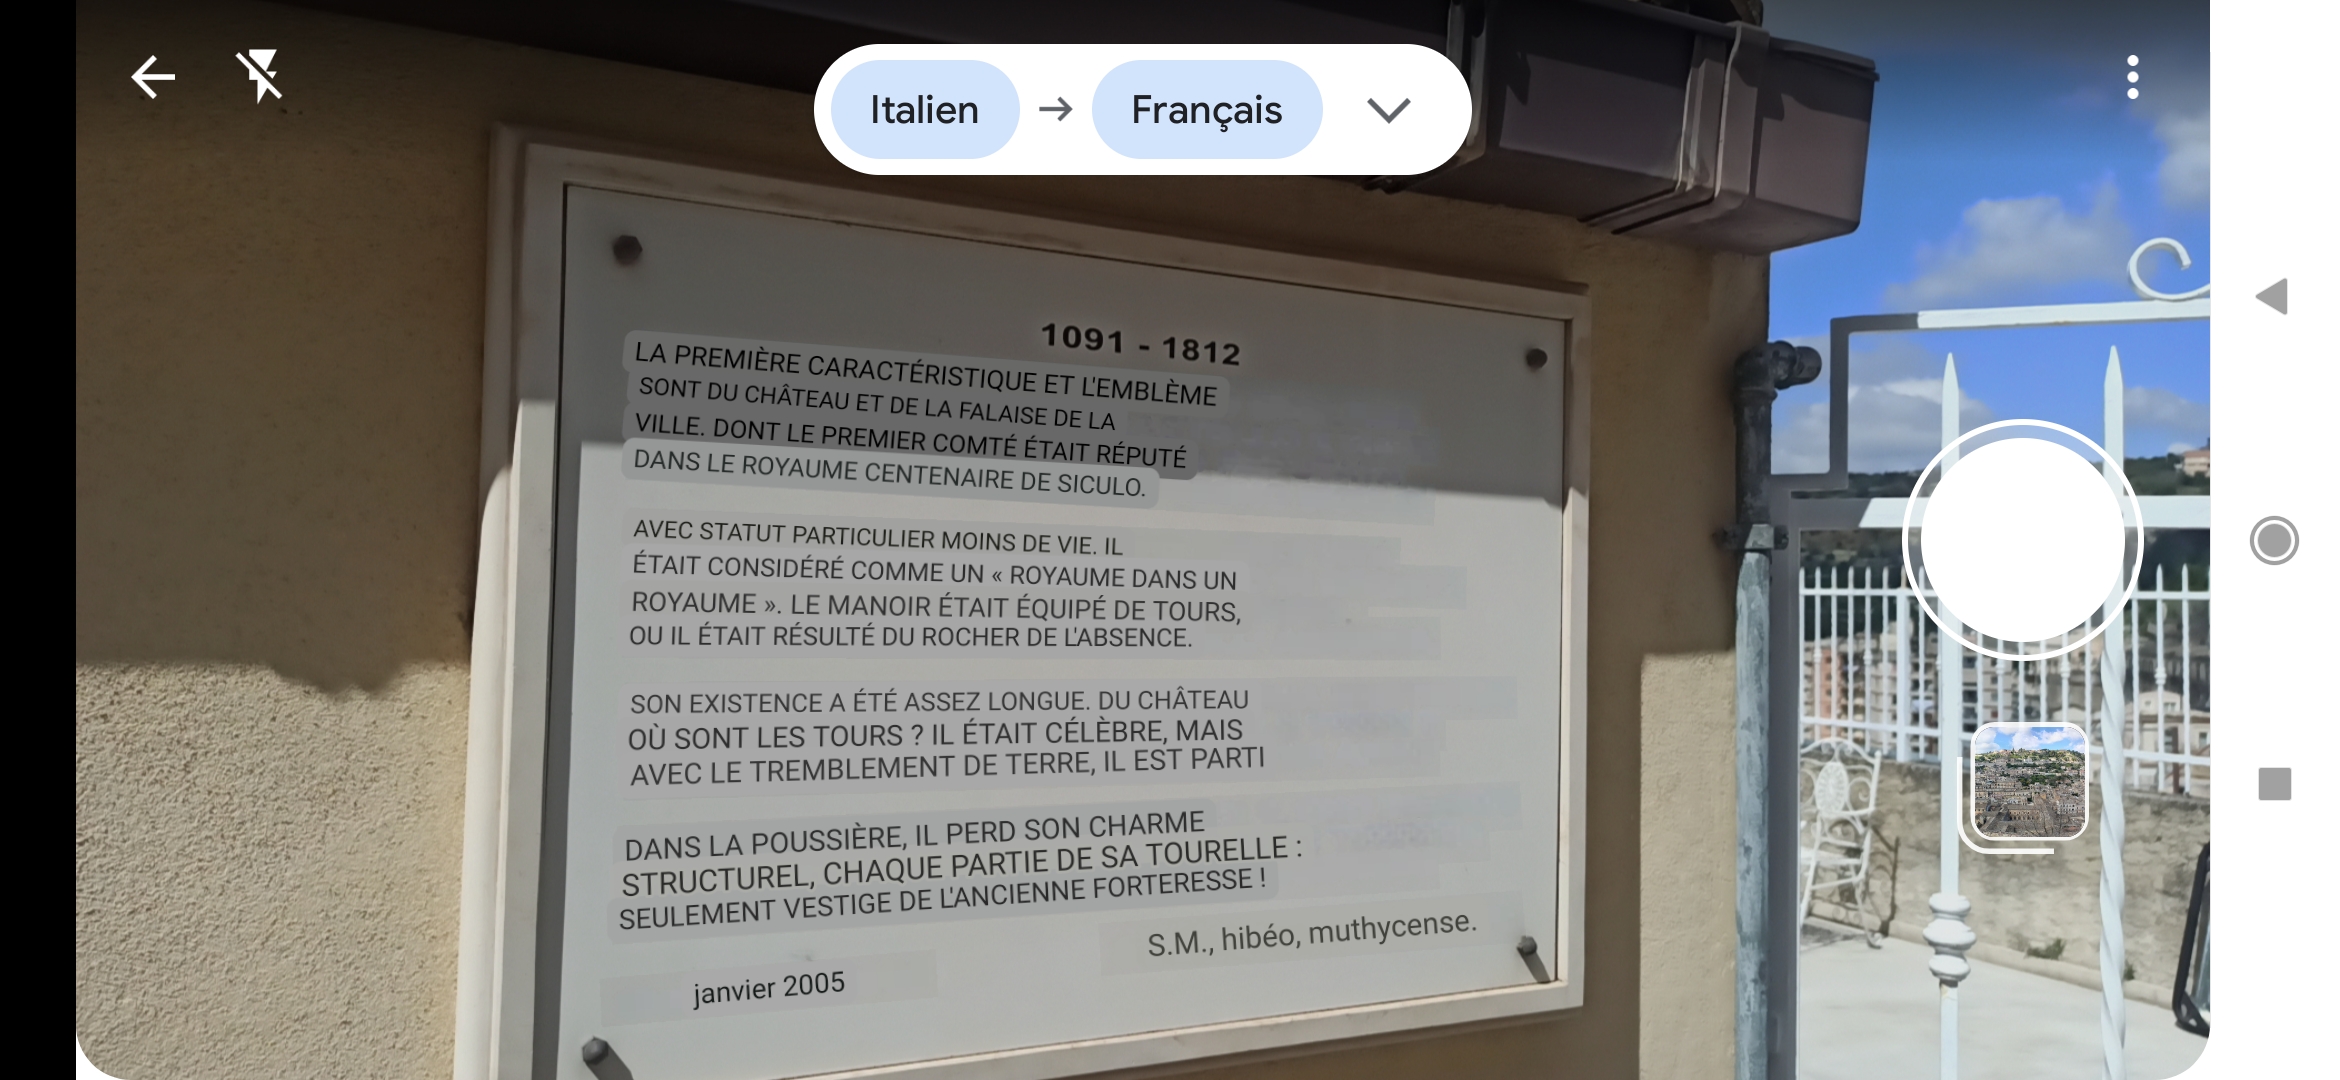 Italien → Français
1091 - 1812
LA PREMIÈRE CARACTÉRISTIQUE ET L'EMBLÈME
SONT DU CHÂTEAU ET DE LA FALAISE DE LA
VILLE. DONT LE PREMIER COMTÉ ÉTAIT RÉPUTÉ
DANS LE ROYAUME CENTENAIRE DE SICULO.
AVEC STATUT PARTICULIER MOINS DE VIE. IL
ÉTAIT CONSIDÉRÉ COMME UN « ROYAUME DANS UN
ROYAUME ». LE MANOIR ÉTAIT ÉQUIPÉ DE TOURS,
OU IL ÉTAIT RÉSULTÉ DU ROCHER DE L'ABSENCE.
SON EXISTENCE A ÉTÉ ASSEZ LONGUE. DU CHÂTEAU
OÙ SONT LES TOURS ? IL ÉTAIT CÉLÈBRE, MAIS
AVEC LE TREMBLEMENT DE TERRE, IL EST PARTI
DANS LA POUSSIÈRE, IL PERD SON CHARME
STRUCTUREL, CHAQUE PARTIE DE SA TOURELLE :
SEULEMENT VESTIGE DE L'ANCIENNE FORTERESSE !
S.M., hibéo, muthycense.
janvier 2005